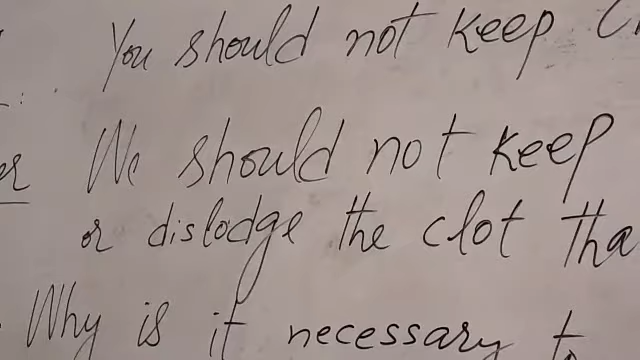 You should not keep
We should not keep
or dislodge the clot tha
Why is it necessary t